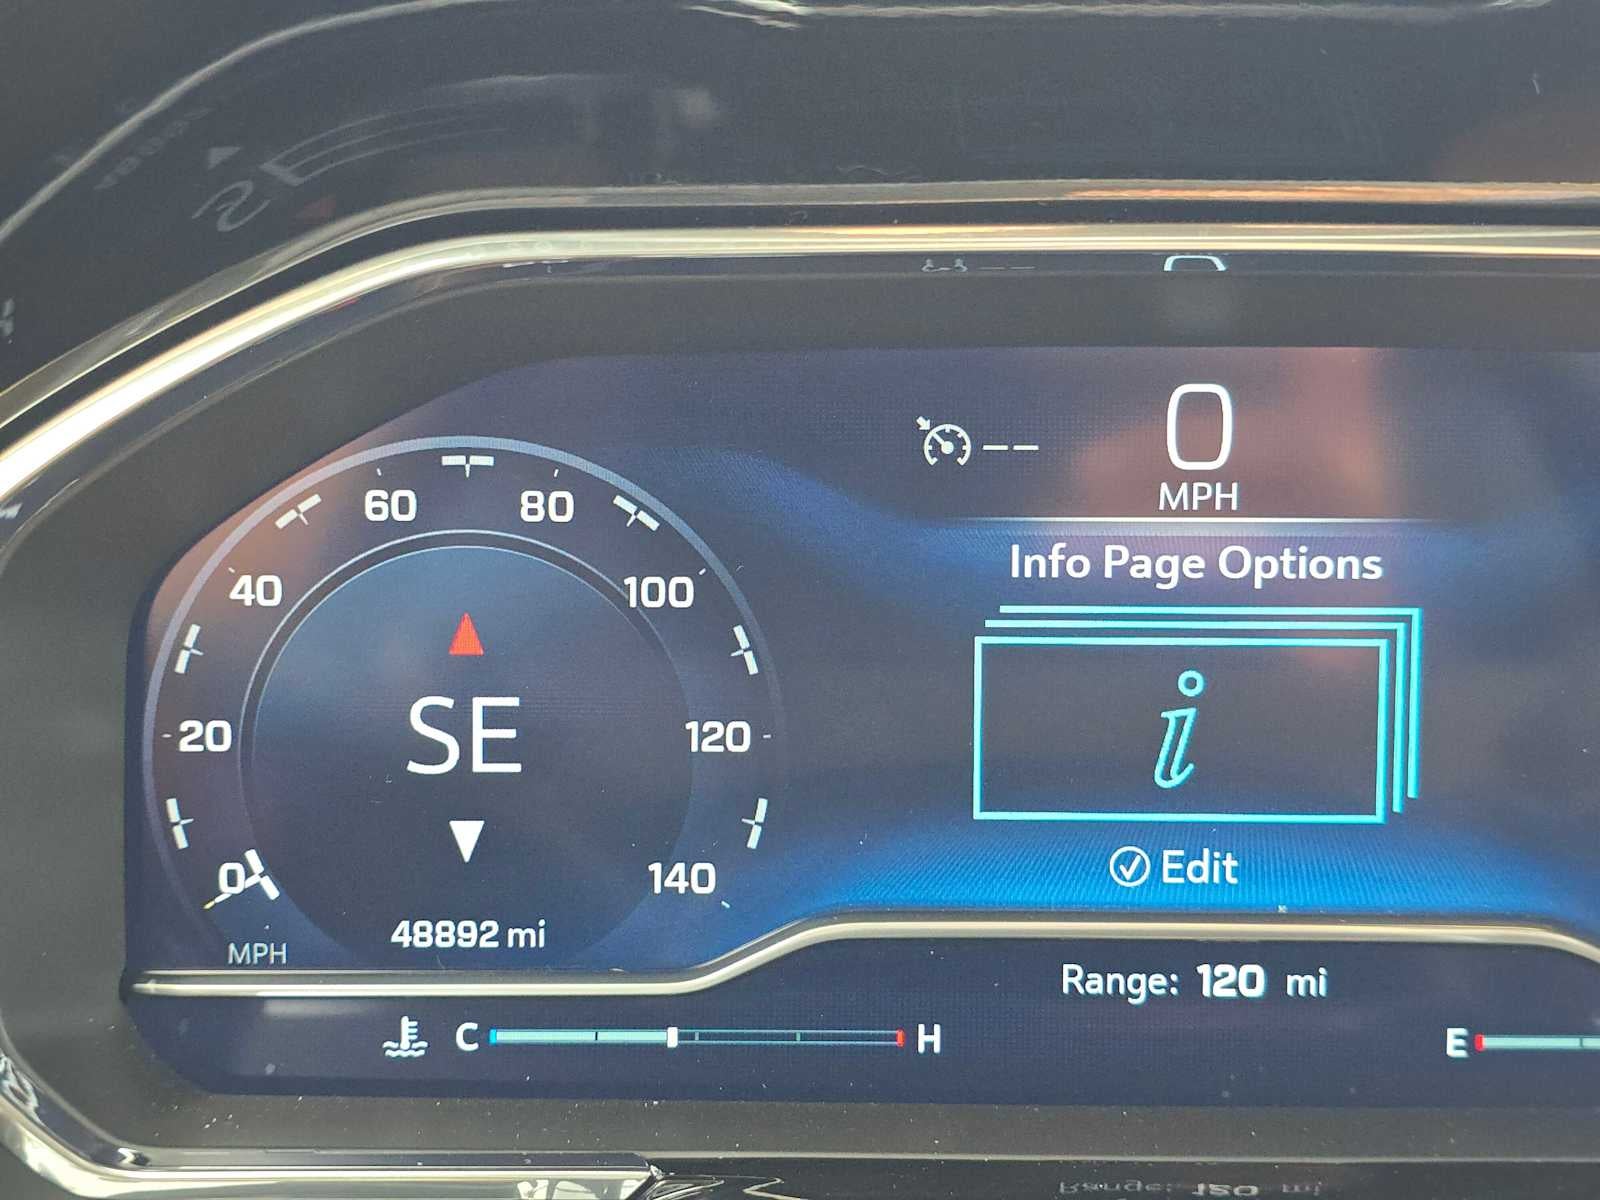 0
MPH
60
80
40
100
Info Page Options
20
SE
120
i
0
140
Edit
48892 mi
MPH
Range: 120 mi
C
H
E